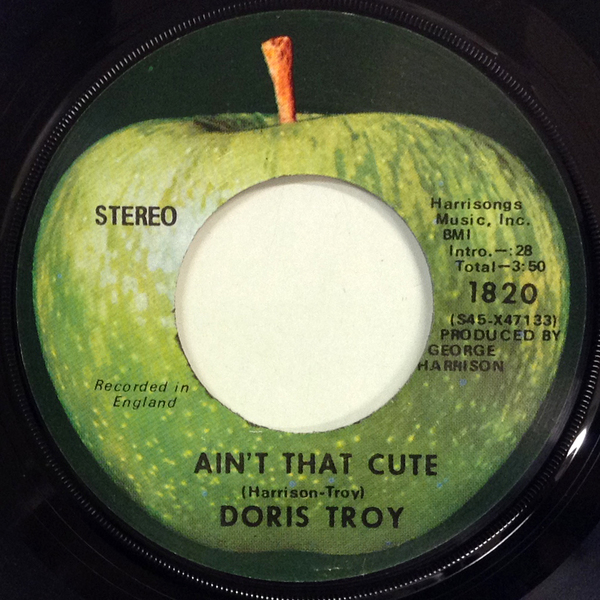 STEREO
Harrisongs
Music, Inc.
BMI
Intro.—:28
Total—3:50
1820
(S45-X47133)
PRODUCED BY
GEORGE
HARRISON
Recorded in
England
AIN'T THAT CUTE
(Harrison-Troy)
DORIS TROY